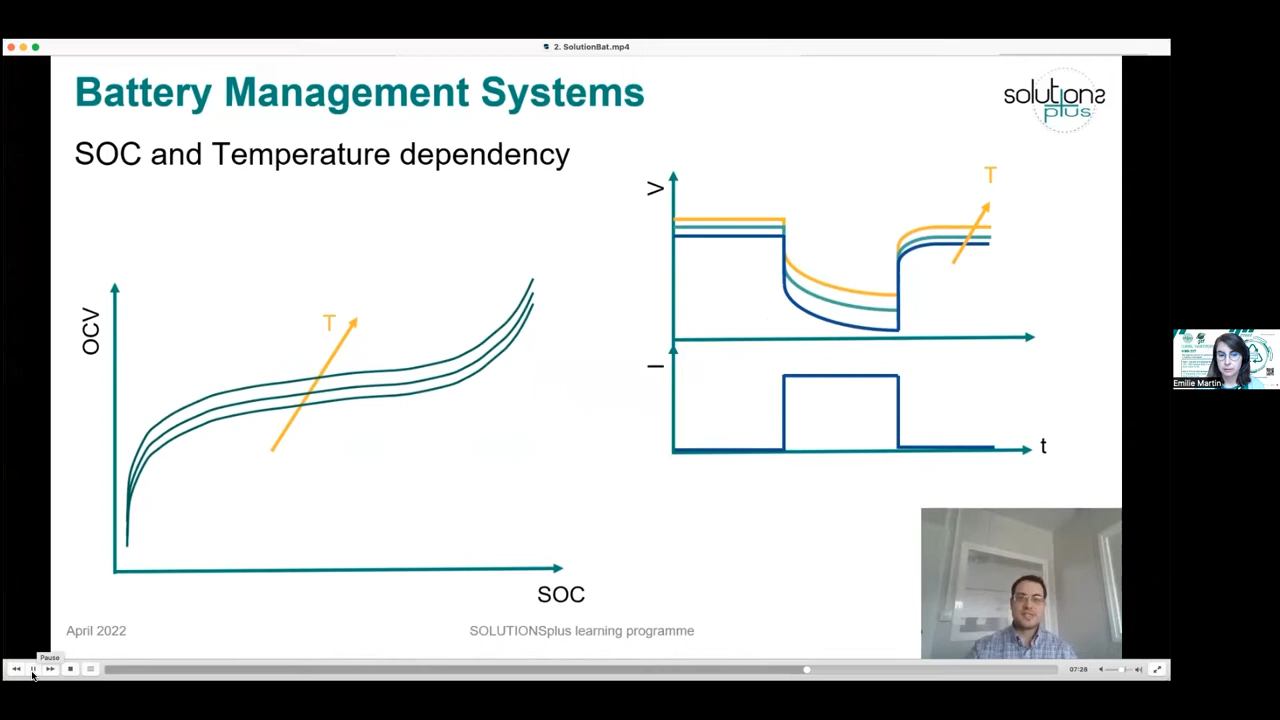 2. SolutionBat.mp4
Battery Management Systems
solutions
plus
SOC and Temperature dependency
V
T
OCV
T
I
t
SOC
April 2022
SOLUTIONSplus learning programme
Pause
07:28
Emilie Martin